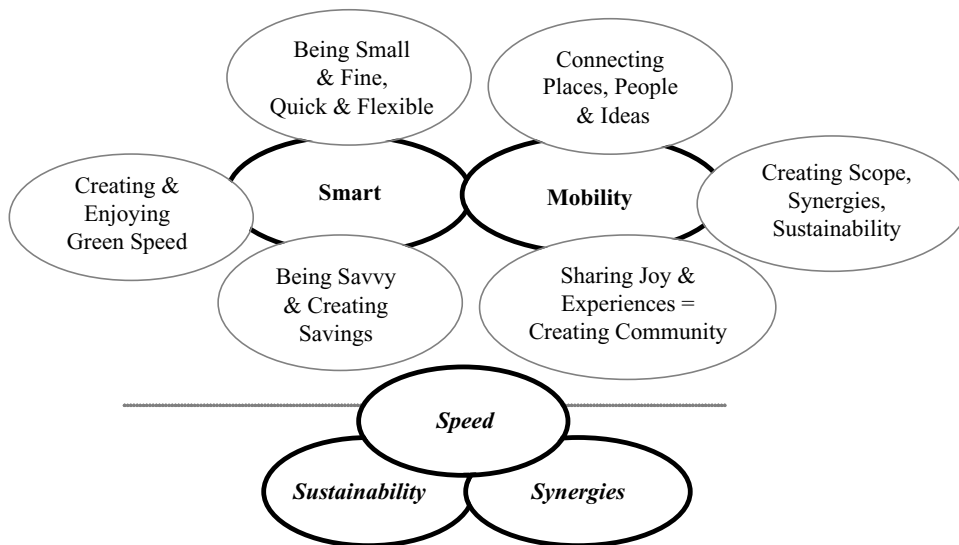 Being Small
& Fine,
Quick & Flexible
Connecting
Places, People
& Ideas
Creating &
Enjoying
Green Speed
Smart
Mobility
Creating Scope,
Synergies,
Sustainability
Being Savvy
& Creating
Savings
Sharing Joy &
Experiences =
Creating Community
Speed
Sustainability
Synergies